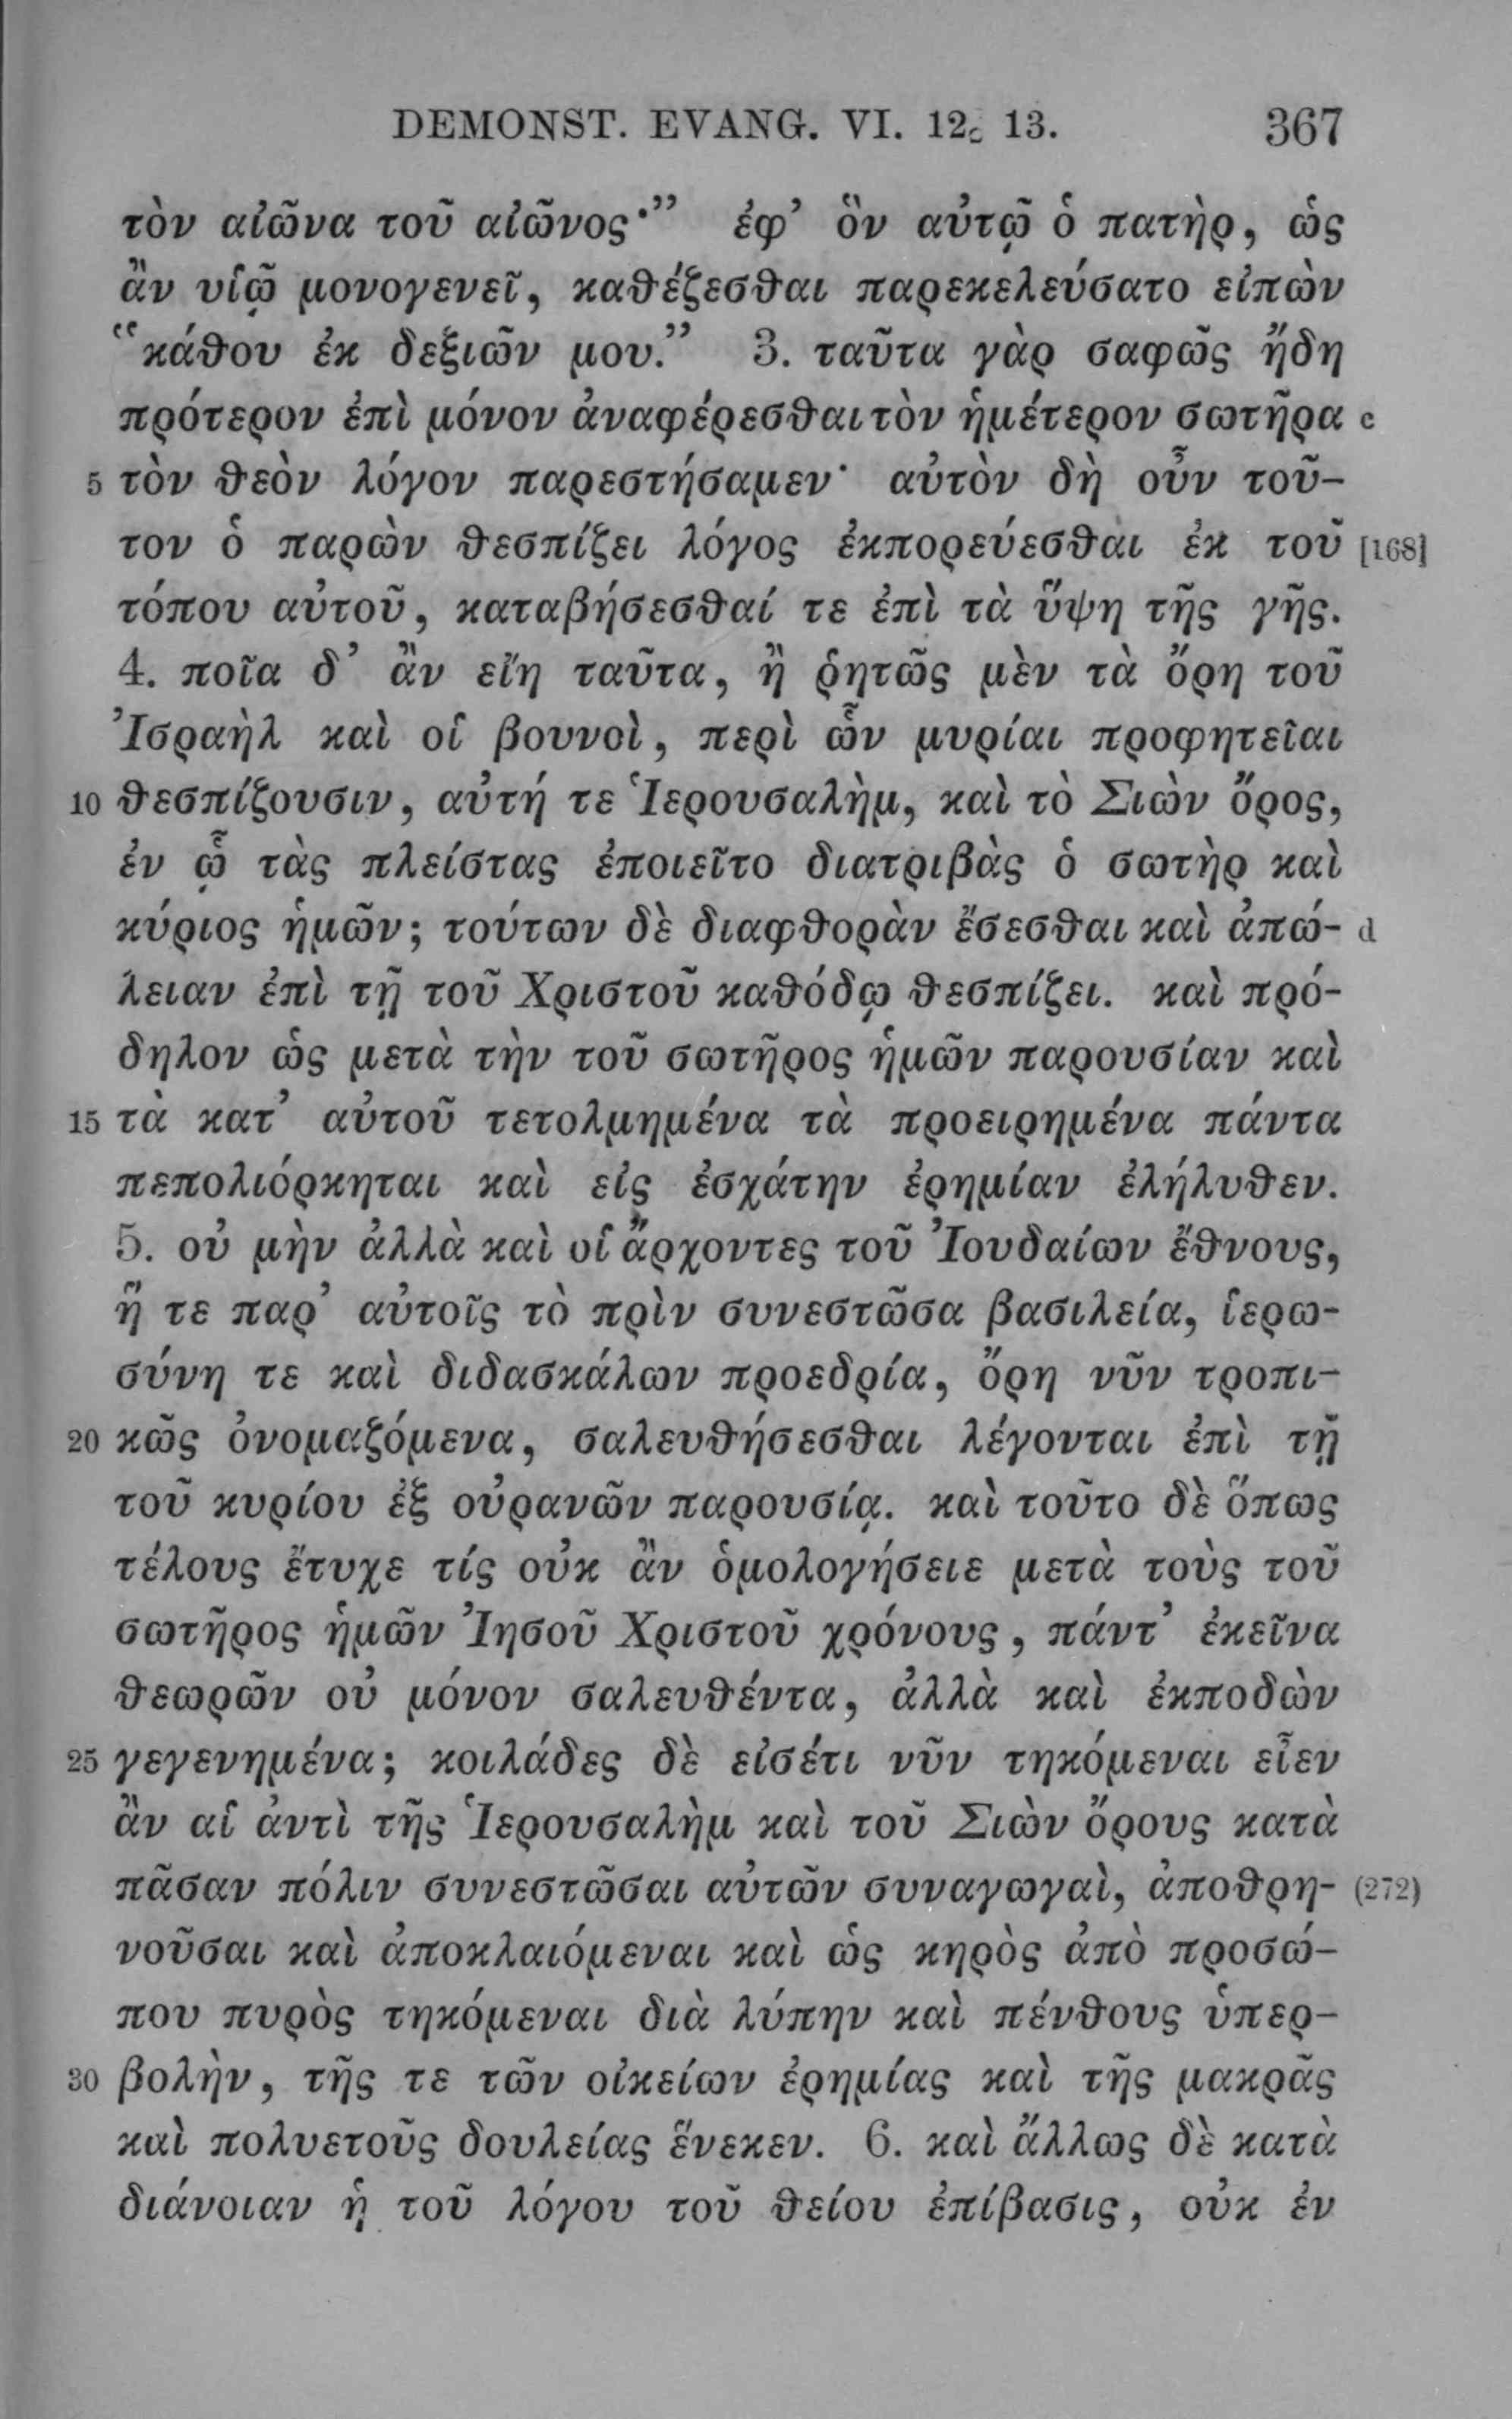 DEMONST. EVANG. VI. 12c 13. 367
τὸν αἰῶνα τοῦ αἰῶνος·” ἐφ’ ὃν αὐτῷ ὁ πατὴρ, ὡς
ἂν υἱῷ μονογενεῖ, καθέζεσθαι παρεκελεύσατο εἰπὼν
“κάθου ἐκ δεξιῶν μου.” 3. ταῦτα γὰρ σαφῶς ἤδη
πρότερον ἐπὶ μόνον ἀναφέρεσθαι τὸν ἡμέτερον σωτῆρα c
5 τὸν θεὸν λόγον παρεστήσαμεν· αὐτὸν δὴ οὖν τοῦ-
τον ὁ παρὼν θεσπίζει λόγος ἐκπορεύεσθαι ἐκ τοῦ [168]
τόπου αὐτοῦ, καταβήσεσθαί τε ἐπὶ τὰ ὕψη τῆς γῆς.
4. ποῖα δ’ ἂν εἴη ταῦτα, ἢ ῥητῶς μὲν τὰ ὄρη τοῦ
Ἰσραὴλ καὶ οἱ βουνοὶ, περὶ ὧν μυρίαι προφητεῖαι
10 θεσπίζουσιν, αὐτή τε Ἱερουσαλὴμ, καὶ τὸ Σιὼν ὄρος,
ἐν ᾧ τὰς πλείστας ἐποιεῖτο διατριβὰς ὁ σωτὴρ καὶ
κύριος ἡμῶν; τούτων δὲ διαφθορὰν ἔσεσθαι καὶ ἀπώ- d
λειαν ἐπὶ τῇ τοῦ Χριστοῦ καθόδῳ θεσπίζει. καὶ πρό-
δηλον ὡς μετὰ τὴν τοῦ σωτῆρος ἡμῶν παρουσίαν καὶ
15 τὰ κατ’ αὐτοῦ τετολμημένα τὰ προειρημένα πάντα
πεπολιόρκηται καὶ εἰς ἐσχάτην ἐρημίαν ἐλήλυθεν.
5. οὐ μὴν ἀλλὰ καὶ οἱ ἄρχοντες τοῦ Ἰουδαίων ἔθνους,
ἥ τε παρ’ αὐτοῖς τὸ πρὶν συνεστῶσα βασιλεία, ἱερω-
σύνη τε καὶ διδασκάλων προεδρία, ὄρη νῦν τροπι-
20 κῶς ὀνομαζόμενα, σαλευθήσεσθαι λέγονται ἐπὶ τῇ
τοῦ κυρίου ἐξ οὐρανῶν παρουσίᾳ. καὶ τοῦτο δὲ ὅπως
τέλους ἔτυχε τίς οὐκ ἂν ὁμολογήσειε μετὰ τοὺς τοῦ
σωτῆρος ἡμῶν Ἰησοῦ Χριστοῦ χρόνους, πάντ’ ἐκεῖνα
θεωρῶν οὐ μόνον σαλευθέντα, ἀλλὰ καὶ ἐκποδὼν
25 γεγενημένα; κοιλάδες δὲ εἰσέτι νῦν τηκόμεναι εἶεν
ἂν αἱ ἀντὶ τῆς Ἱερουσαλὴμ καὶ τοῦ Σιὼν ὄρους κατὰ
πᾶσαν πόλιν συνεστῶσαι αὐτῶν συναγωγαὶ, ἀποθρη- (272)
νοῦσαι καὶ ἀποκλαιόμεναι καὶ ὡς κηρὸς ἀπὸ προσώ-
που πυρὸς τηκόμεναι διὰ λύπην καὶ πένθους ὑπερ-
30 βολὴν, τῆς τε τῶν οἰκείων ἐρημίας καὶ τῆς μακρᾶς
καὶ πολυετοῦς δουλείας ἕνεκεν. 6. καὶ ἄλλως δὲ κατὰ
διάνοιαν ἡ τοῦ λόγου τοῦ θείου ἐπίβασις, οὐκ ἐν